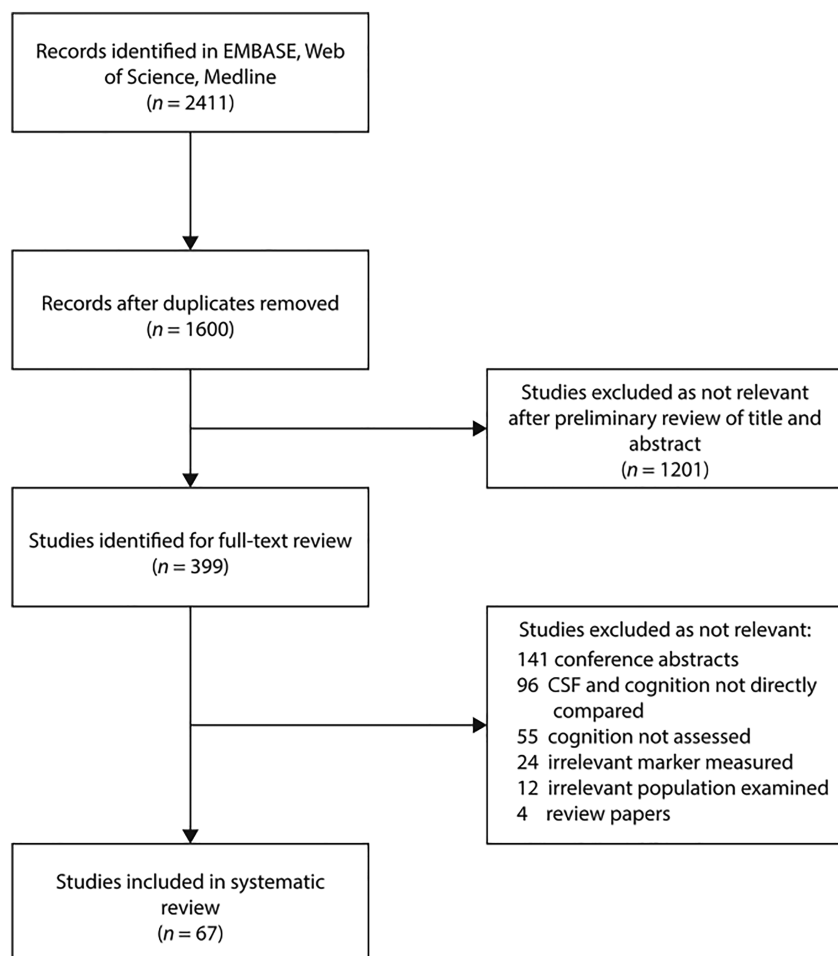 Records identified in EMBASE, Web
of Science, Medline
(n = 2411)
Records after duplicates removed
(n = 1600)
Studies excluded as not relevant
after preliminary review of title and
abstract
(n = 1201)
Studies identified for full-text review
(n = 399)
Studies excluded as not relevant:
141 conference abstracts
96 CSF and cognition not directly
compared
55 cognition not assessed
24 irrelevant marker measured
12 irrelevant population examined
4 review papers
Studies included in systematic
review
(n = 67)